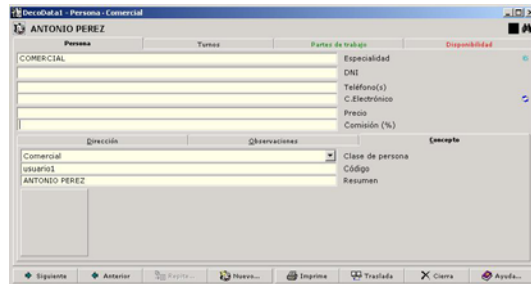 DecoData1 - Persona - Comercial
ANTONIO PEREZ
Persona Turnos Partes de trabajo Disponibilidad
COMERCIAL Especialidad
DNI
Teléfono(s)
C.Electrónico
Precio
Comisión (%)
Dirección Observaciones Concepto
Comercial Clase de persona
usuario1 Código
ANTONIO PEREZ Resumen
Siguiente Anterior Repite... Nuevo... Imprime Traslada Cierra Ayuda...